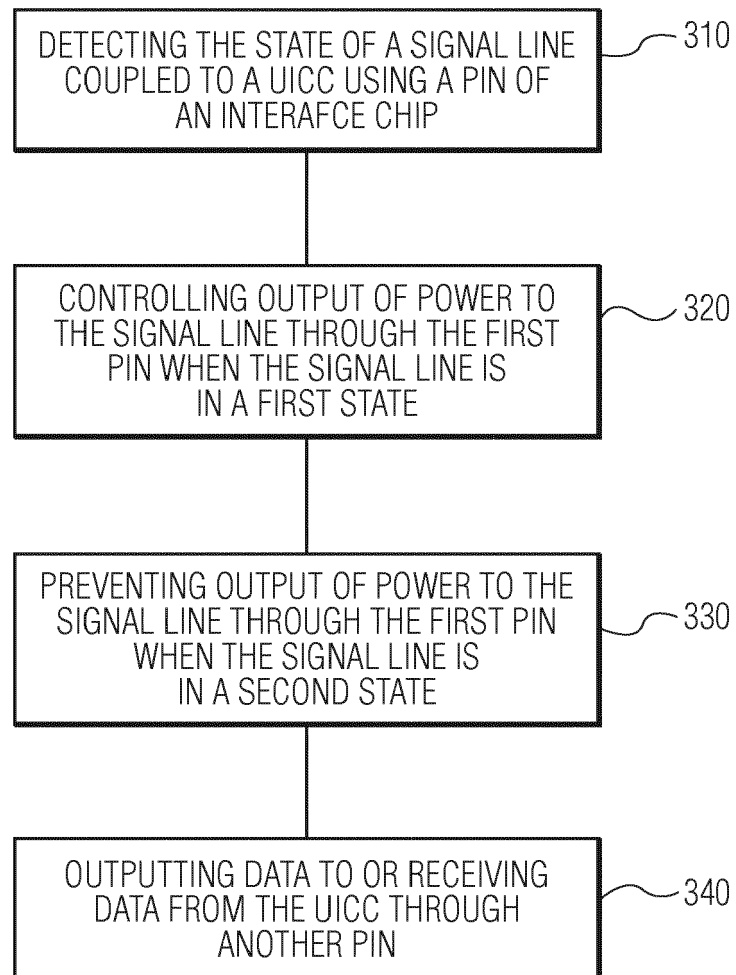 DETECTING THE STATE OF A SIGNAL LINE
COUPLED TO A UICC USING A PIN OF
AN INTERAFCE CHIP
310
CONTROLLING OUTPUT OF POWER TO
THE SIGNAL LINE THROUGH THE FIRST
PIN WHEN THE SIGNAL LINE IS
IN A FIRST STATE
320
PREVENTING OUTPUT OF POWER TO THE
SIGNAL LINE THROUGH THE FIRST PIN
WHEN THE SIGNAL LINE IS
IN A SECOND STATE
330
OUTPUTTING DATA TO OR RECEIVING
DATA FROM THE UICC THROUGH
ANOTHER PIN
340